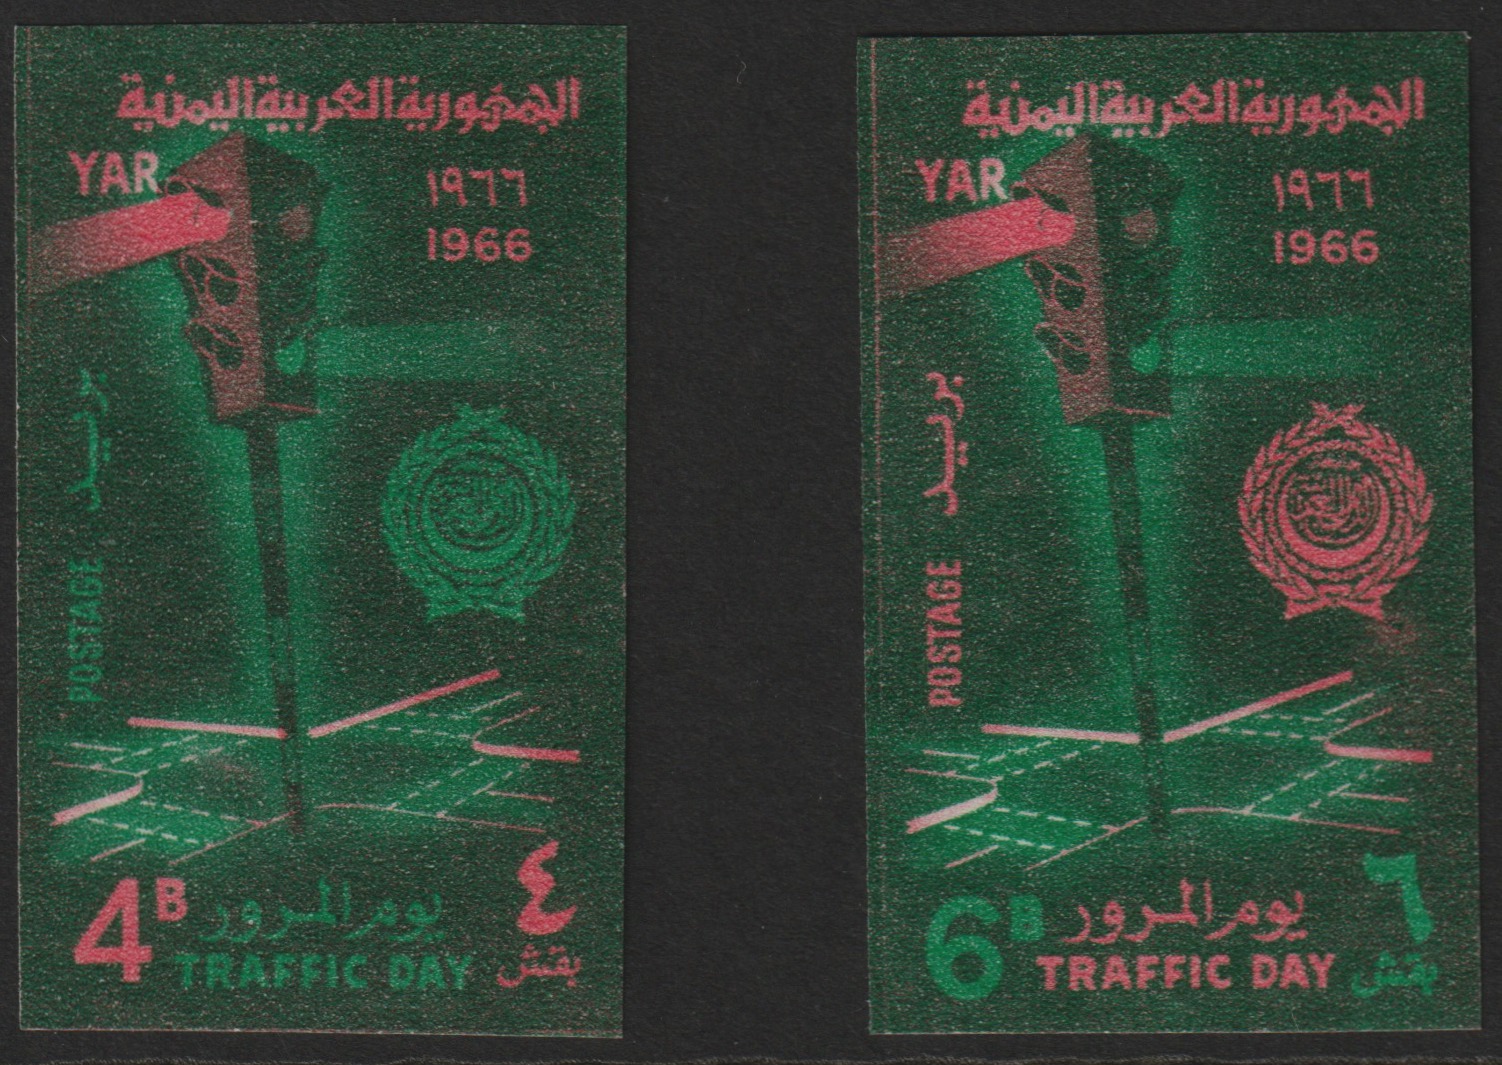 الجمهورية العربية اليمنية
YAR
١٩٦٦
1966
بريد
POSTAGE
4B
يوم المرور
TRAFFIC DAY
٤
بقش
الجمهورية العربية اليمنية
YAR
١٩٦٦
1966
بريد
POSTAGE
6B
يوم المرور
TRAFFIC DAY
٦
بقش